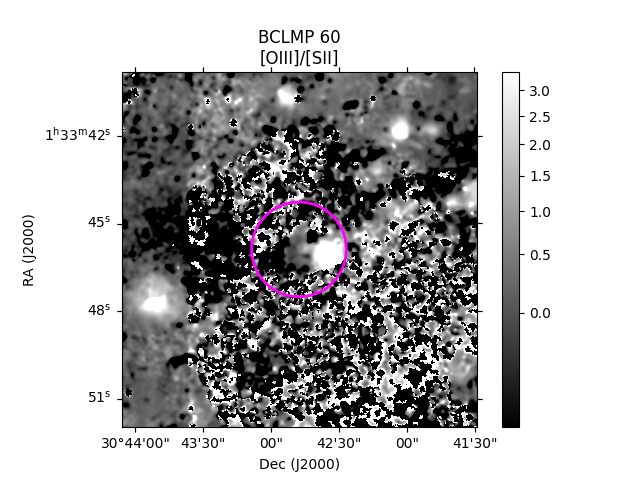 BCLMP 60
[OIII]/[SII]
1ʰ33ᵐ42ˢ
45ˢ
48ˢ
51ˢ
RA (J2000)
30°44'00" 43'30" 00" 42'30" 00" 41'30"
Dec (J2000)
3.0
2.5
2.0
1.5
1.0
0.5
0.0